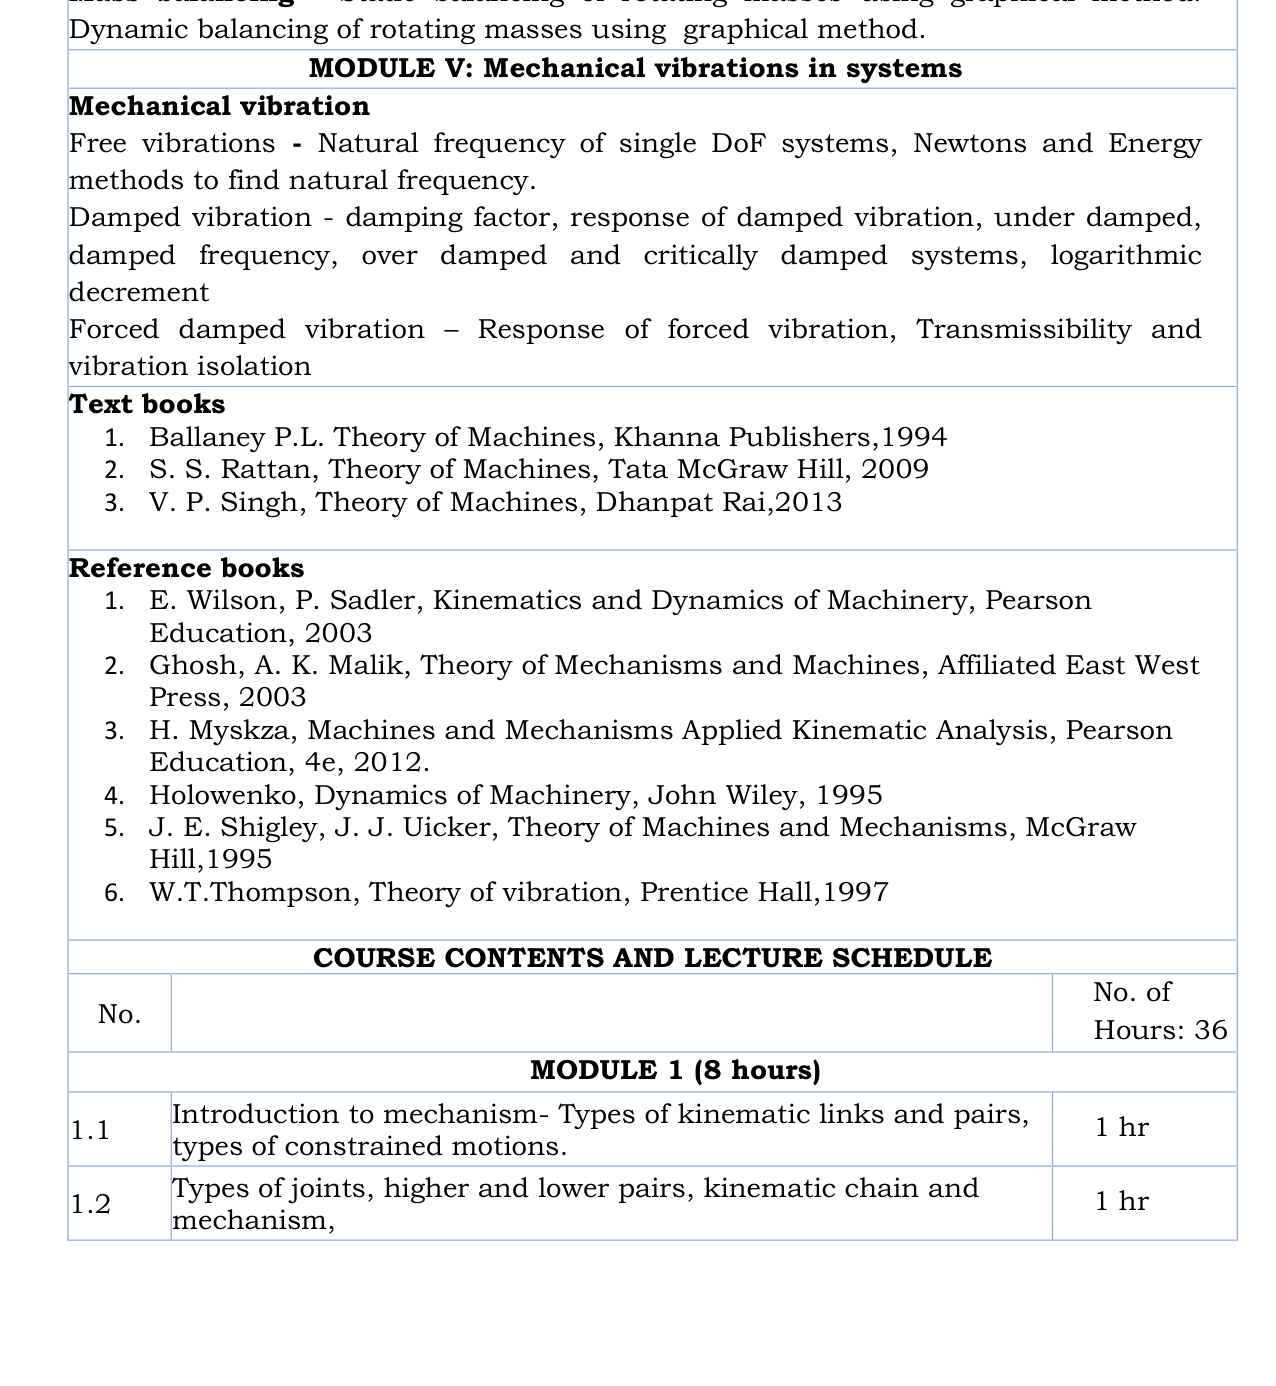 Dynamic balancing of rotating masses using graphical method.
MODULE V: Mechanical vibrations in systems
Mechanical vibration
Free vibrations - Natural frequency of single DoF systems, Newtons and Energy
methods to find natural frequency.
Damped vibration - damping factor, response of damped vibration, under damped,
damped frequency, over damped and critically damped systems, logarithmic
decrement
Forced damped vibration – Response of forced vibration, Transmissibility and
vibration isolation
Text books
1. Ballaney P.L. Theory of Machines, Khanna Publishers,1994
2. S. S. Rattan, Theory of Machines, Tata McGraw Hill, 2009
3. V. P. Singh, Theory of Machines, Dhanpat Rai,2013
Reference books
1. E. Wilson, P. Sadler, Kinematics and Dynamics of Machinery, Pearson
Education, 2003
2. Ghosh, A. K. Malik, Theory of Mechanisms and Machines, Affiliated East West
Press, 2003
3. H. Myskza, Machines and Mechanisms Applied Kinematic Analysis, Pearson
Education, 4e, 2012.
4. Holowenko, Dynamics of Machinery, John Wiley, 1995
5. J. E. Shigley, J. J. Uicker, Theory of Machines and Mechanisms, McGraw
Hill,1995
6. W.T.Thompson, Theory of vibration, Prentice Hall,1997
COURSE CONTENTS AND LECTURE SCHEDULE
No.
No. of
Hours: 36
MODULE 1 (8 hours)
1.1
Introduction to mechanism- Types of kinematic links and pairs,
types of constrained motions.
1 hr
1.2
Types of joints, higher and lower pairs, kinematic chain and
mechanism,
1 hr